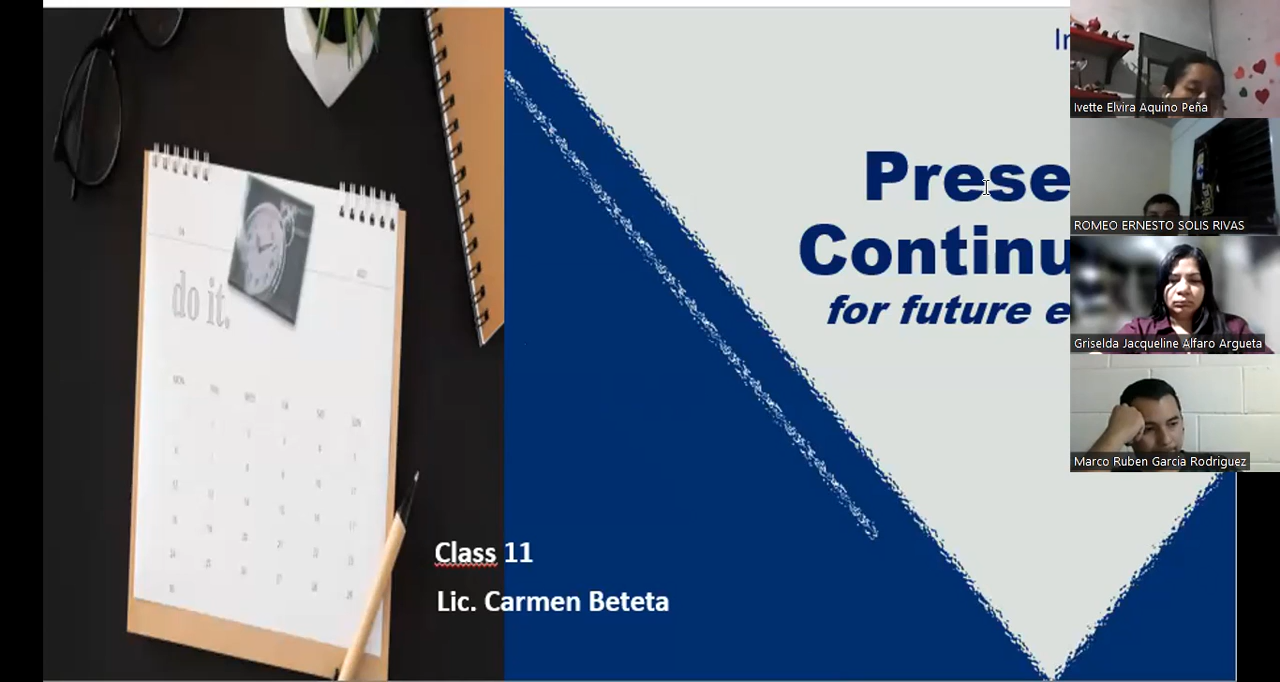 Prese
Continu
for future e
do it.
Class 11
Lic. Carmen Beteta
Ivette Elvira Aquino Peña
ROMEO ERNESTO SOLIS RIVAS
Griselda Jacqueline Alfaro Argueta
Marco Ruben Garcia Rodriguez